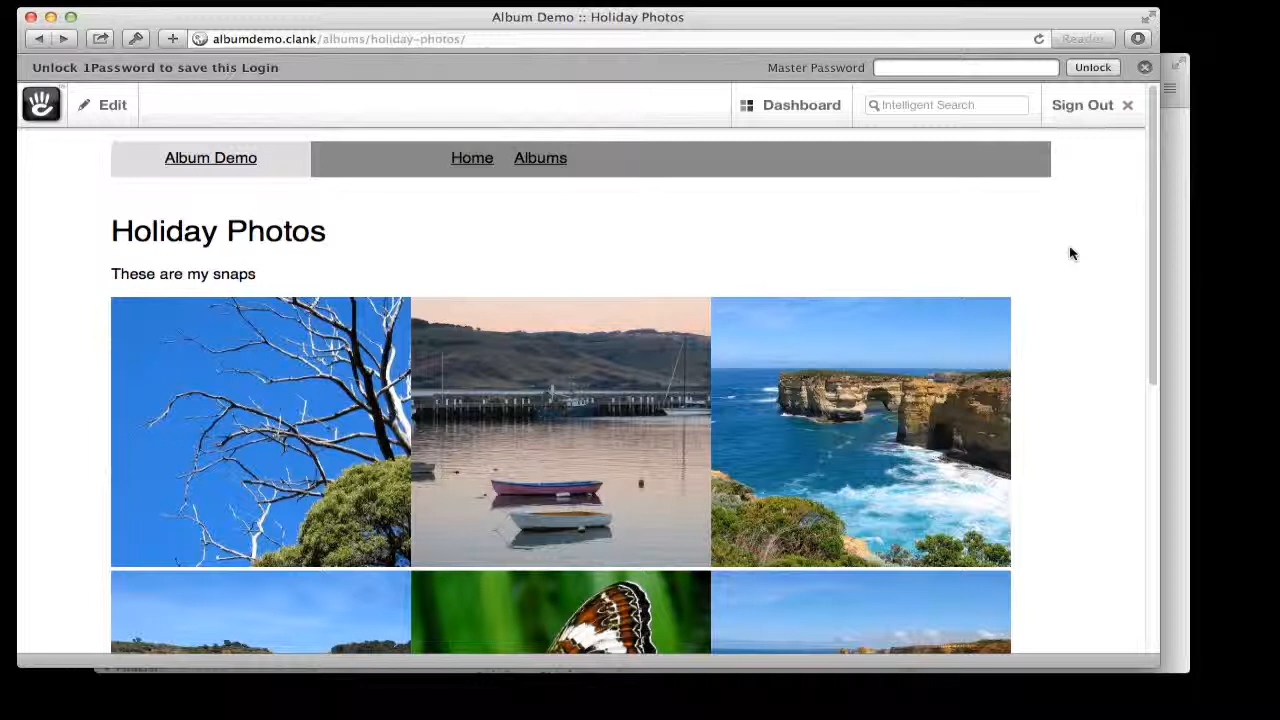 Album Demo :: Holiday Photos
albumdemo.clank/albums/holiday-photos/
Reader
Unlock 1Password to save this Login
Master Password
Unlock
Edit
Dashboard
Intelligent Search
Sign Out
Album Demo
Home
Albums
Holiday Photos
These are my snaps